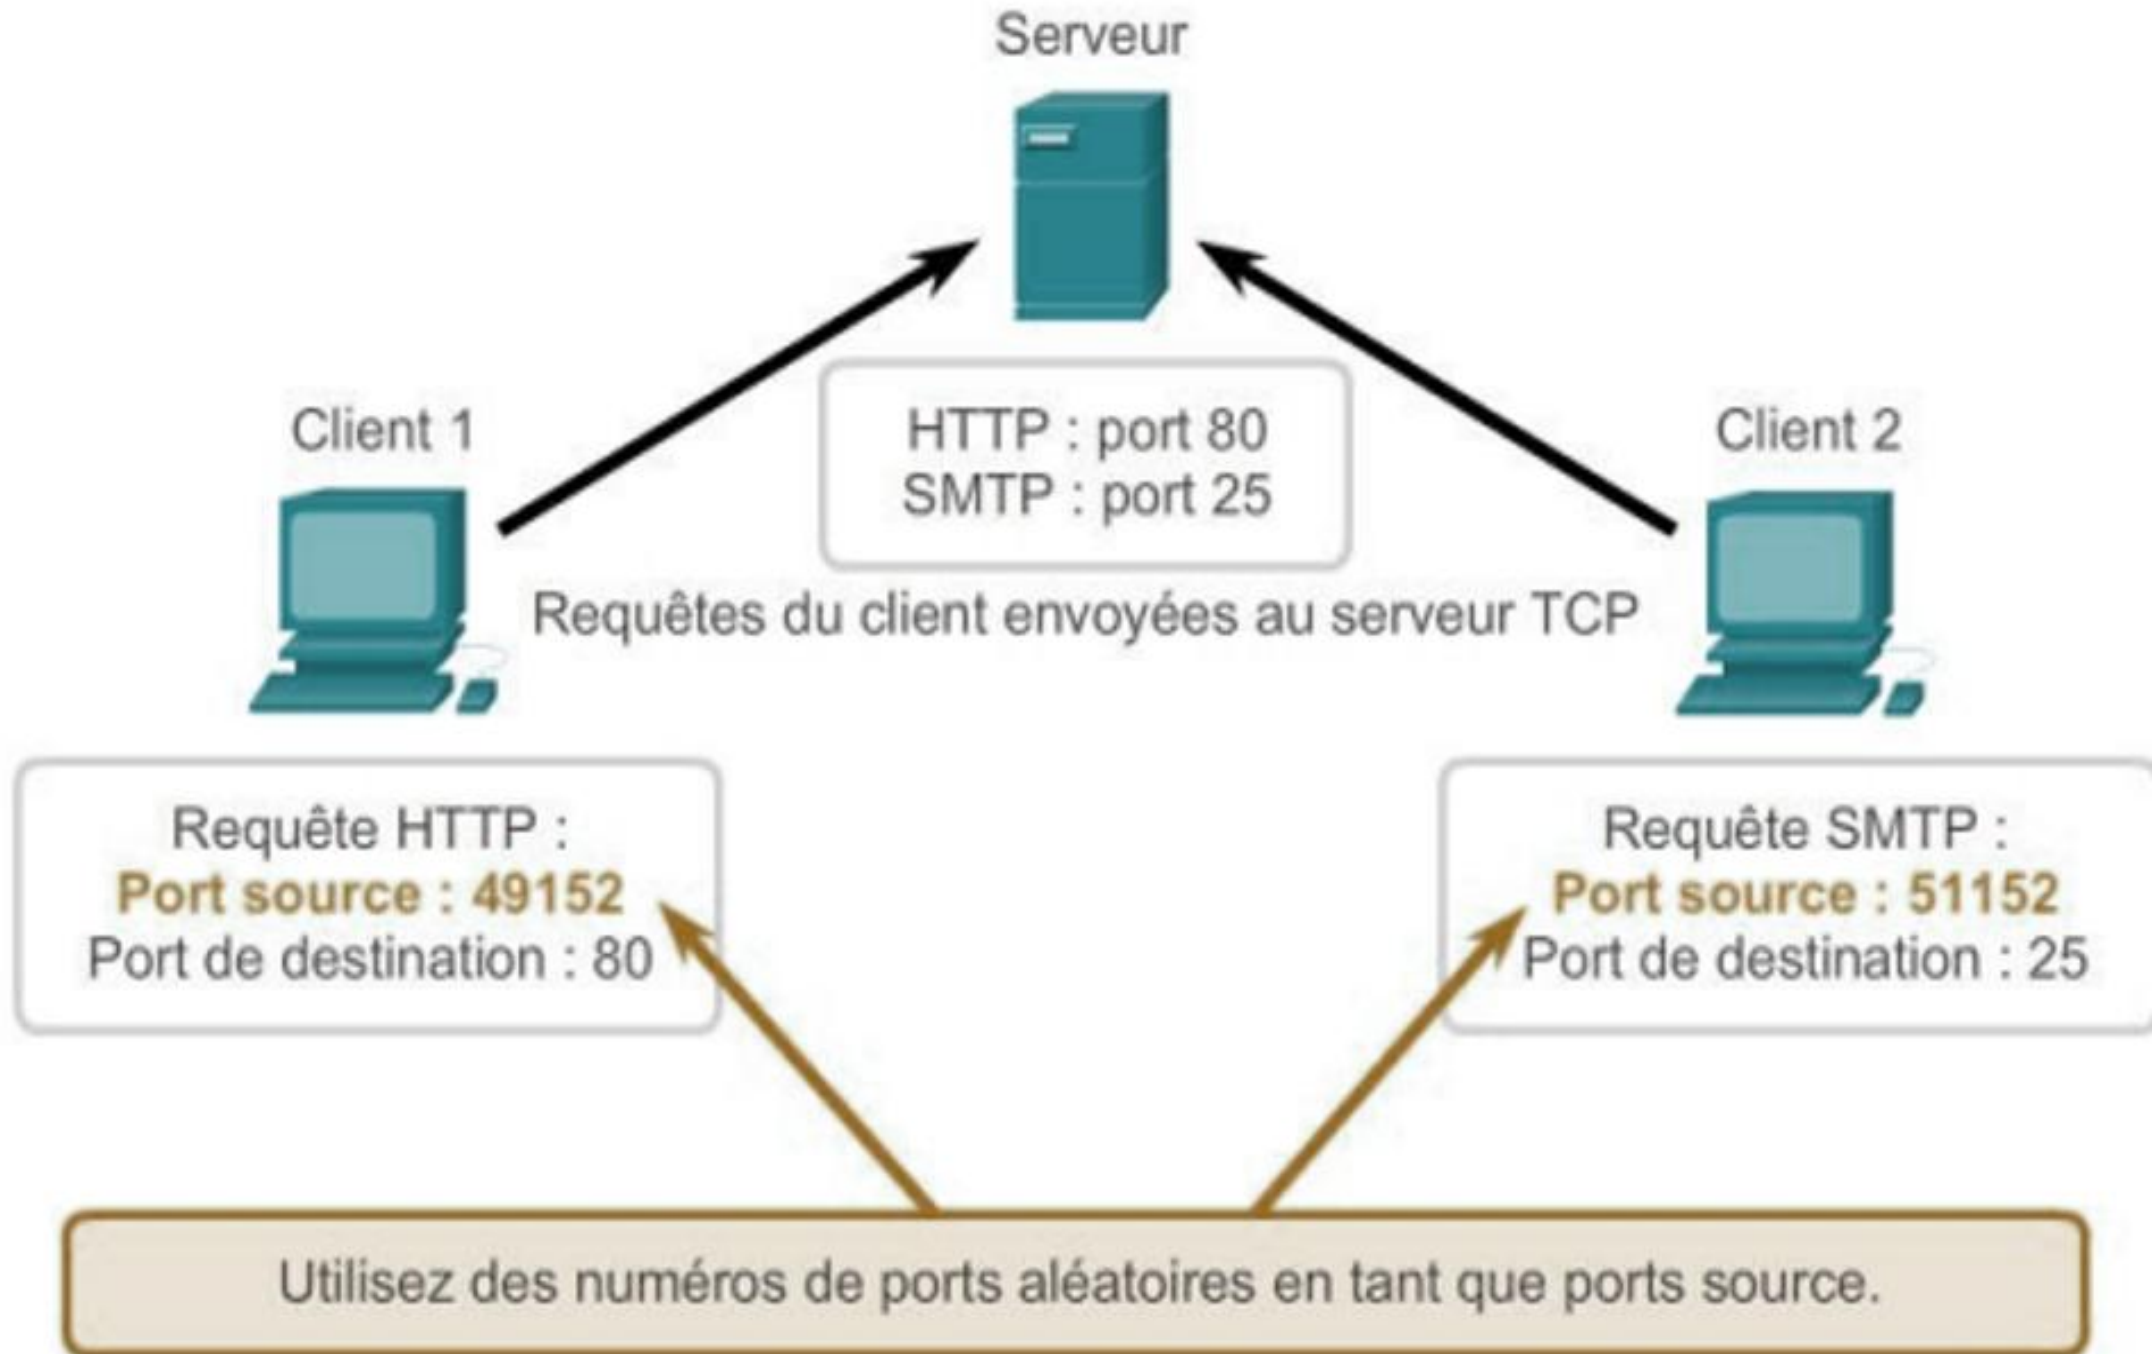 Serveur
Client 1
HTTP : port 80
SMTP : port 25
Client 2
Requêtes du client envoyées au serveur TCP
Requête HTTP :
Port source : 49152
Port de destination : 80
Requête SMTP :
Port source : 51152
Port de destination : 25
Utilisez des numéros de ports aléatoires en tant que ports source.